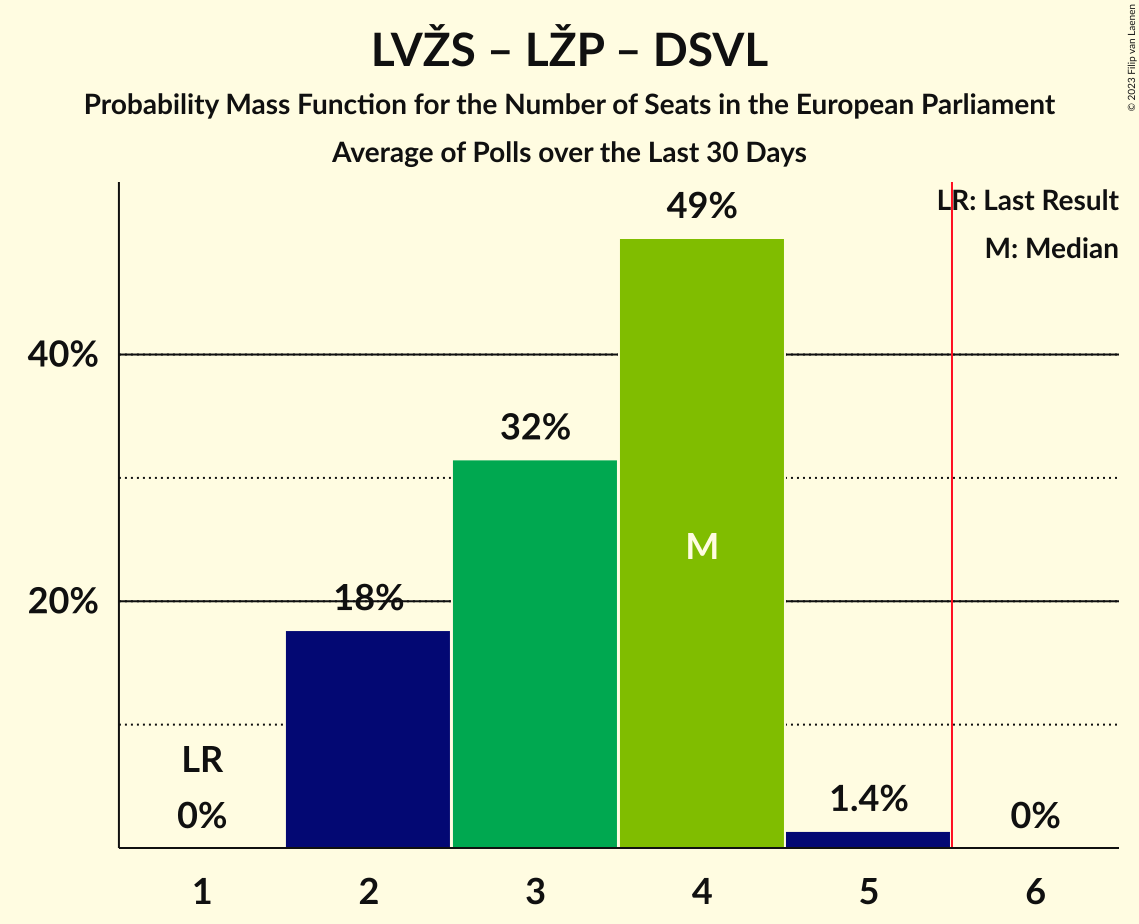 LVŽS – LŽP – DSVL
Probability Mass Function for the Number of Seats in the European Parliament
Average of Polls over the Last 30 Days
© 2023 Filip van Laenen
LR: Last Result
M: Median
49%
40%
32%
M
20%
18%
LR
0%
1.4%
0%
1 2 3 4 5 6